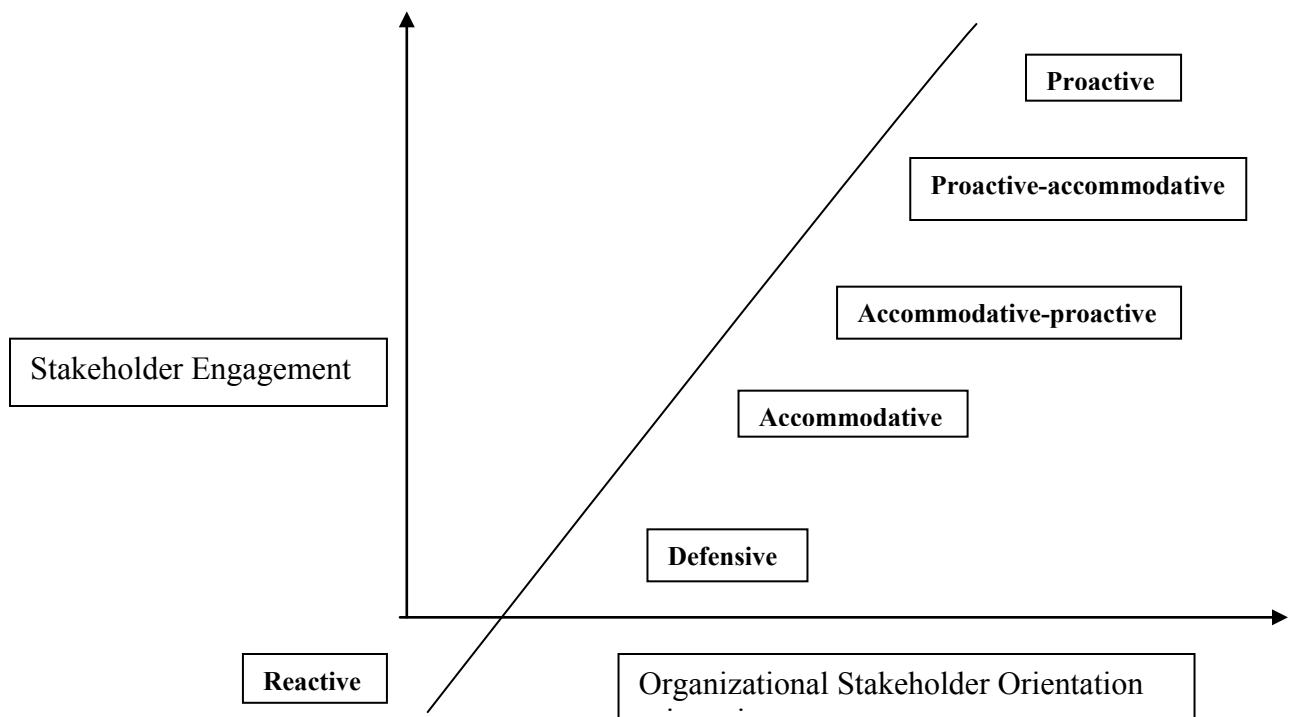 Proactive
Proactive-accommodative
Accommodative-proactive
Stakeholder Engagement
Accommodative
Defensive
Reactive
Organizational Stakeholder Orientation